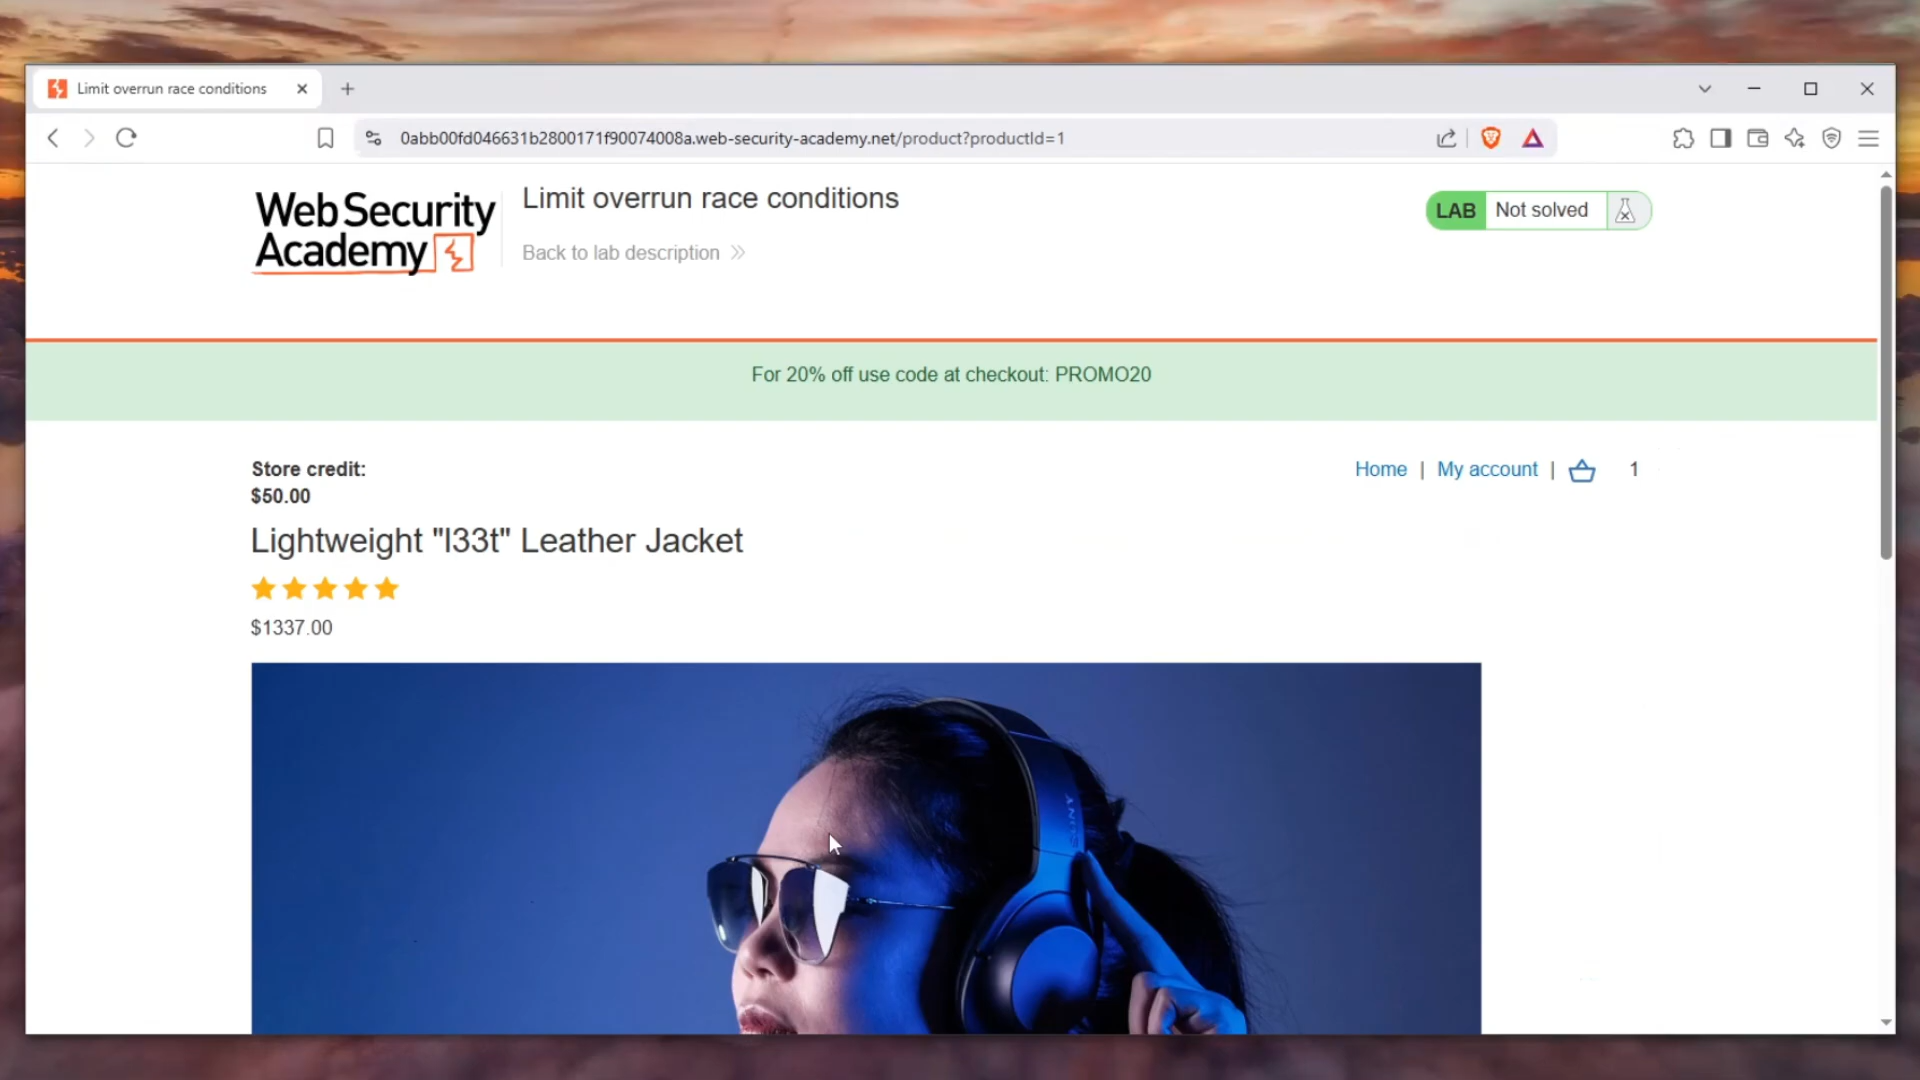 Limit overrun race conditions
0abb00fd046631b2800171f90074008a.web-security-academy.net/product?productId=1
Web Security
Academy
Limit overrun race conditions
Back to lab description
LAB Not solved
For 20% off use code at checkout: PROMO20
Store credit:
$50.00
Home | My account | 1
Lightweight "l33t" Leather Jacket
$1337.00
SONY